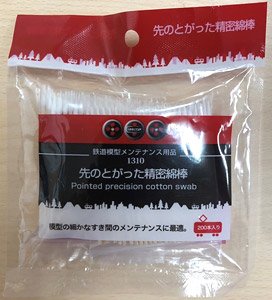 先のとがった精密綿棒
鉄道模型メンテナンス用品
1310
先のとがった精密綿棒
Pointed precision cotton swab
模型の細かなすき間のメンテナンスに最適。
200本入り